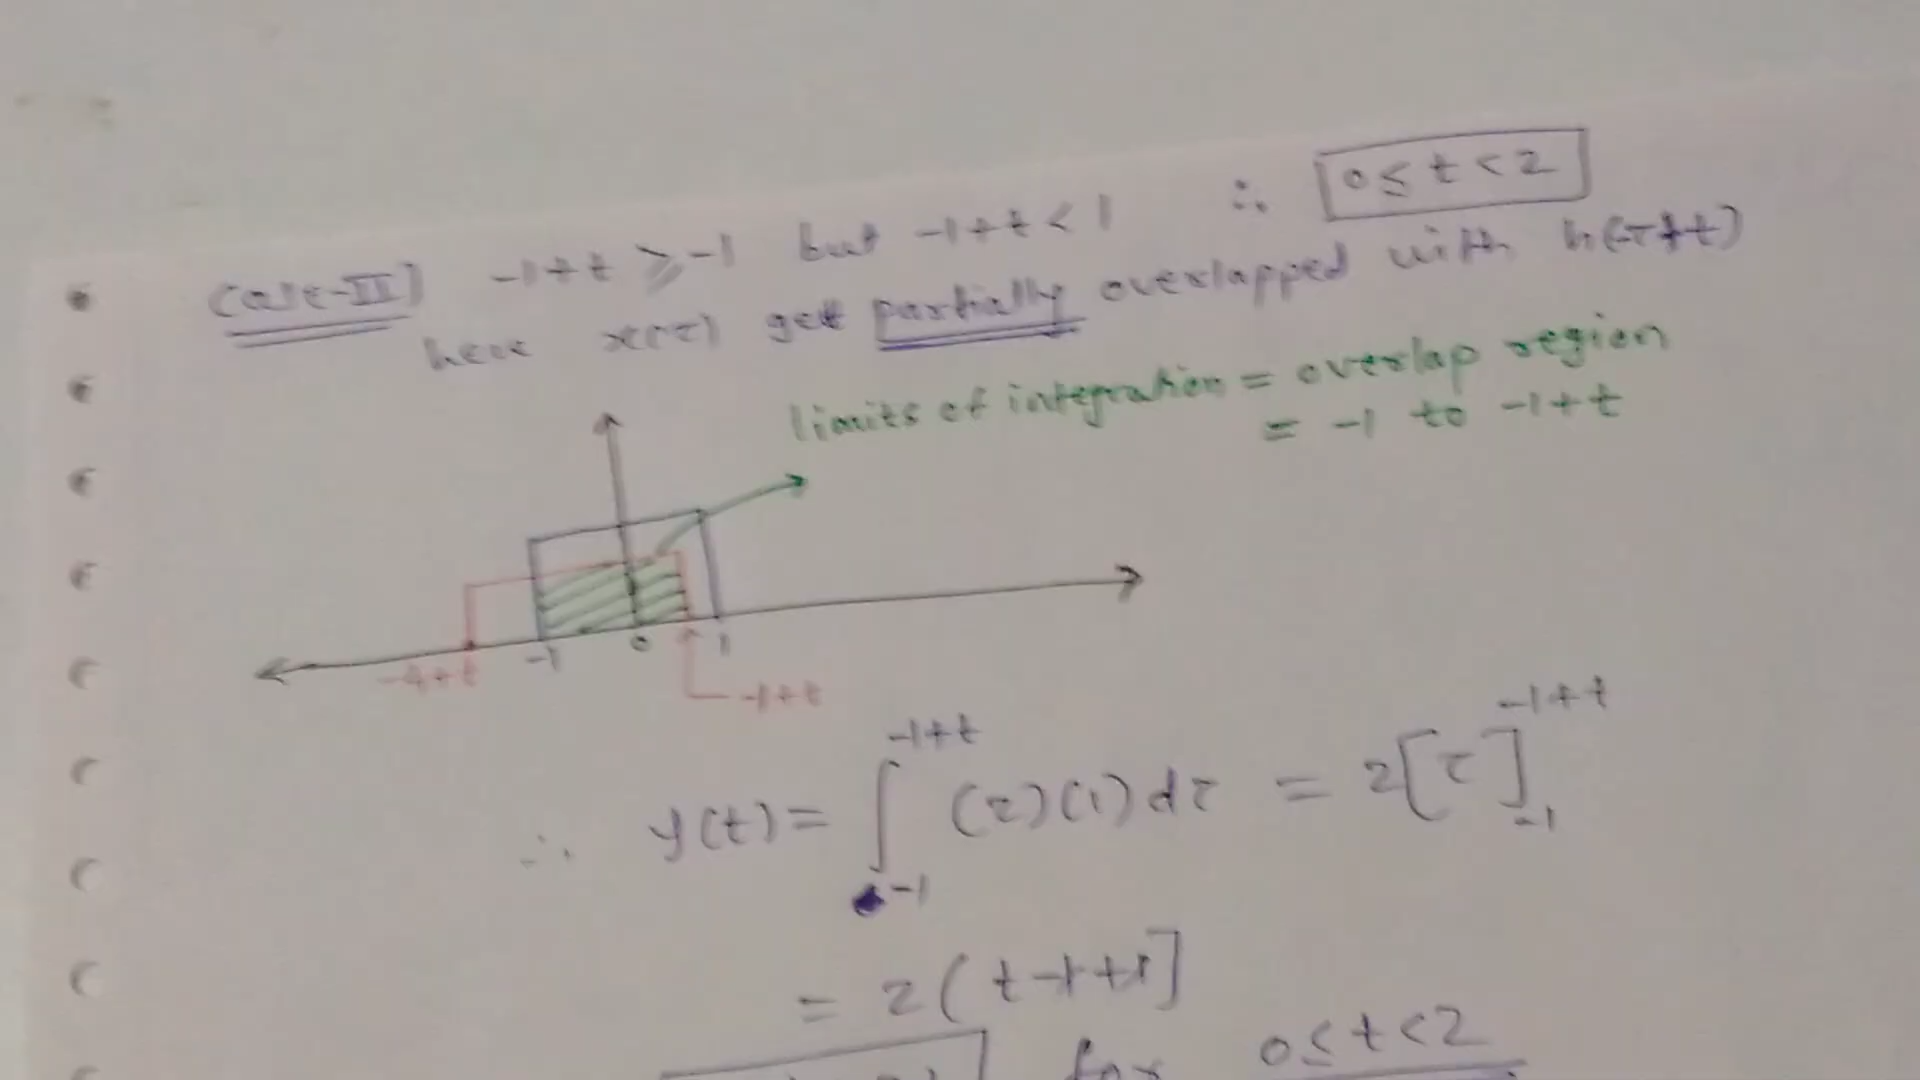 Case-II] -1+t ≥ -1 but -1+t < 1 ∴ 0 ≤ t < 2
here x(τ) get partially overlapped with h(-τ+t)
limits of integration = overlap region
= -1 to -1+t
-4+t -1 0 1
-1+t
∴ y(t) = ∫_{-1}^{-1+t} (2)(1) dτ = 2[τ]_{-1}^{-1+t}
= 2(t-1+1]
for 0 ≤ t < 2